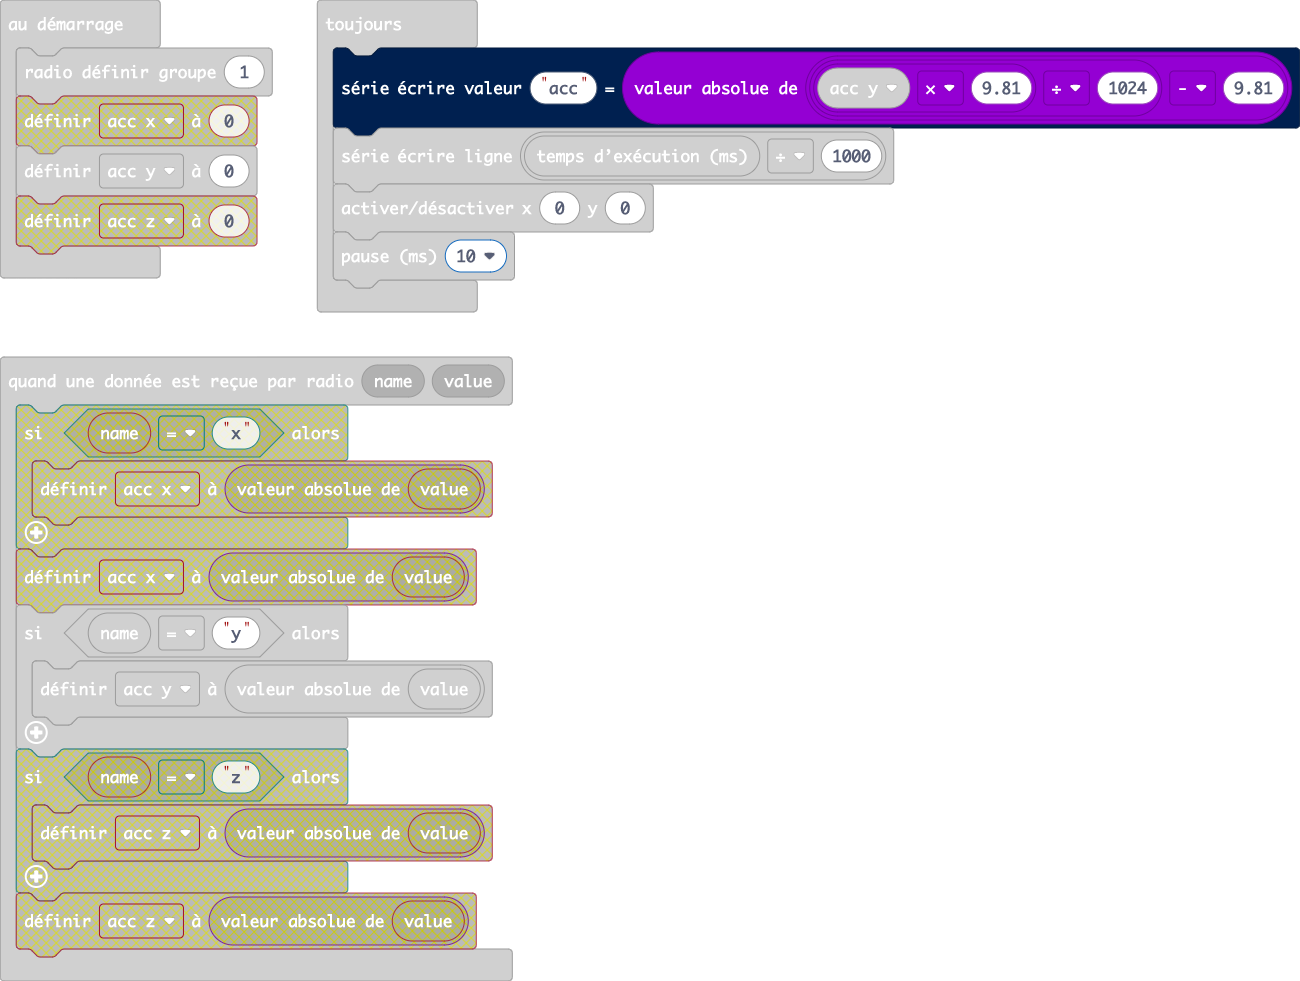 au démarrage
radio définir groupe 1
définir acc x à 0
définir acc y à 0
définir acc z à 0
toujours
série écrire valeur "acc" = valeur absolue de acc y × 9.81 ÷ 1024 - 9.81
série écrire ligne temps d’exécution (ms) ÷ 1000
activer/désactiver x 0 y 0
pause (ms) 10
quand une donnée est reçue par radio name value
si name = "x" alors
définir acc x à valeur absolue de value
définir acc x à valeur absolue de value
si name = "y" alors
définir acc y à valeur absolue de value
si name = "z" alors
définir acc z à valeur absolue de value
définir acc z à valeur absolue de value